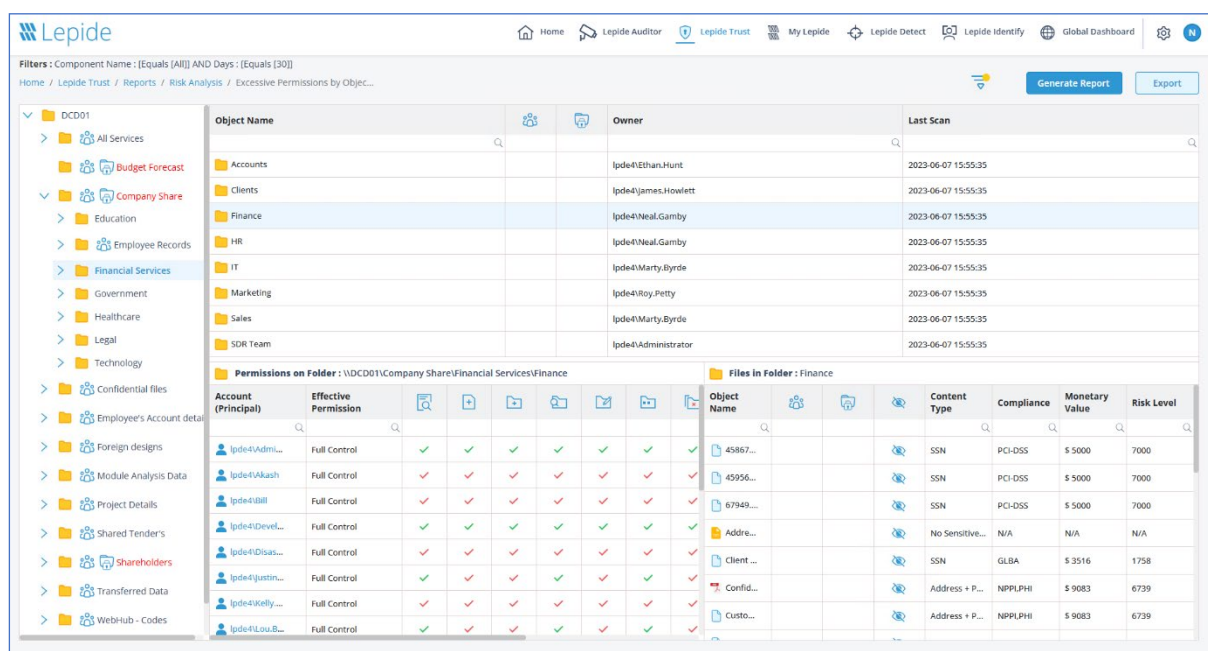 Lepide
Home
Lepide Auditor
Lepide Trust
My Lepide
Lepide Detect
Lepide Identify
Global Dashboard
N
Filters : Component Name : [Equals [All]] AND Days : [Equals [30]]
Home / Lepide Trust / Reports / Risk Analysis / Excessive Permissions by Objec...
Generate Report
Export
DCD01
All Services
Budget Forecast
Company Share
Education
Employee Records
Financial Services
Government
Healthcare
Legal
Technology
Confidential files
Employee's Account detai
Foreign designs
Module Analysis Data
Project Details
Shared Tender's
Shareholders
Transferred Data
WebHub - Codes
Object Name Owner Last Scan
Accounts lpde4\Ethan.Hunt 2023-06-07 15:55:35
Clients lpde4\James.Howlett 2023-06-07 15:55:35
Finance lpde4\Neal.Gamby 2023-06-07 15:55:35
HR lpde4\Neal.Gamby 2023-06-07 15:55:35
IT lpde4\Marty.Byrde 2023-06-07 15:55:35
Marketing lpde4\Roy.Petty 2023-06-07 15:55:35
Sales lpde4\Marty.Byrde 2023-06-07 15:55:35
SDR Team lpde4\Administrator 2023-06-07 15:55:35
Permissions on Folder : \\DCD01\Company Share\Financial Services\Finance
Account (Principal) Effective Permission
lpde4\Admi... Full Control
lpde4\Akash Full Control
lpde4\Bill Full Control
lpde4\Devel... Full Control
lpde4\Disas... Full Control
lpde4\Justin... Full Control
lpde4\Kelly.... Full Control
lpde4\Lou.B... Full Control
Files in Folder : Finance
Object Name Content Type Compliance Monetary Value Risk Level
45867... SSN PCI-DSS $ 5000 7000
45956... SSN PCI-DSS $ 5000 7000
67949.... SSN PCI-DSS $ 5000 7000
Addre... No Sensitive... N/A N/A N/A
Client ... SSN GLBA $ 3516 1758
Confid... Address + P... NPPI,PHI $ 9083 6739
Custo... Address + P... NPPI,PHI $ 9083 6739